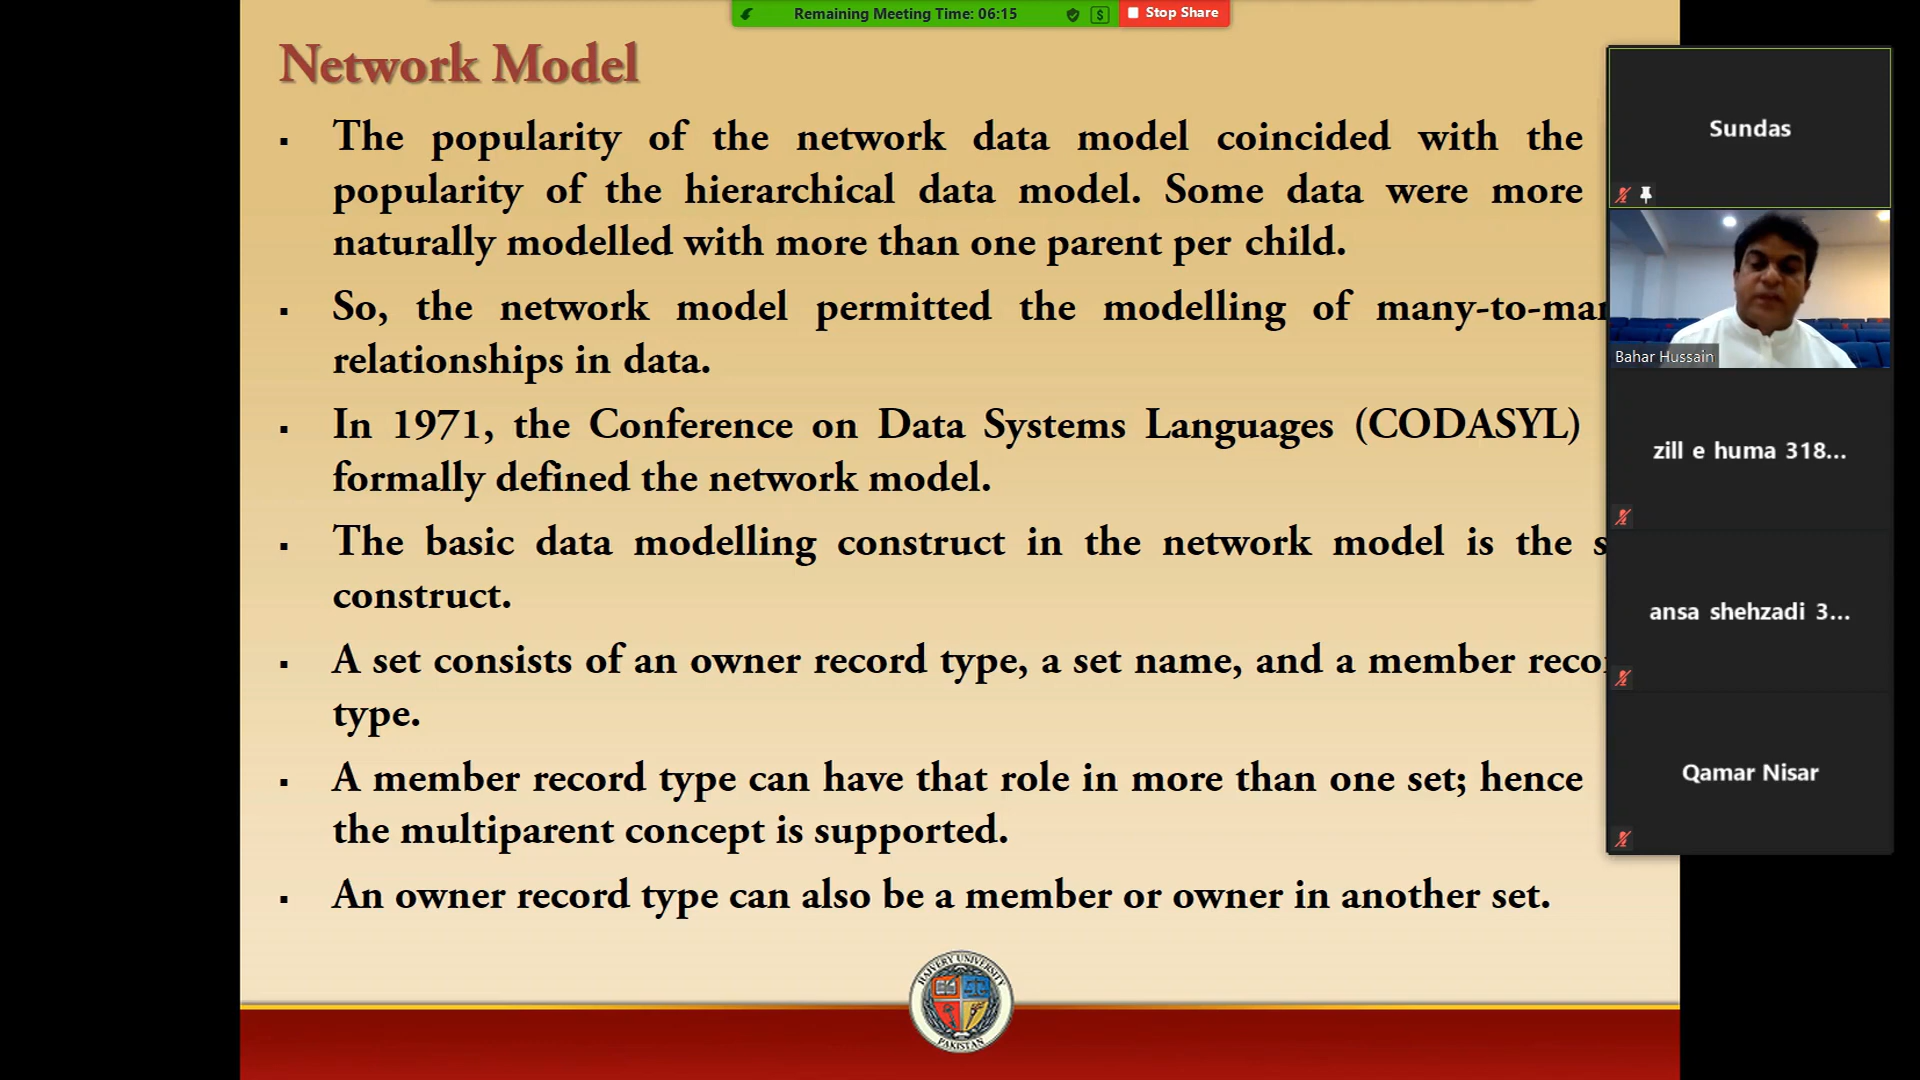 Remaining Meeting Time: 06:15
Stop Share
Network Model
▪ The popularity of the network data model coincided with the
popularity of the hierarchical data model. Some data were more
naturally modelled with more than one parent per child.
▪ So, the network model permitted the modelling of
relationships in data.
▪ In 1971, the Conference on Data Systems Languages (CODASYL)
formally defined the network model.
▪ The basic data modelling construct in the network model is the
construct.
▪ A set consists of an owner record type, a set name, and a member
type.
▪ A member record type can have that role in more than one set; hence
the multiparent concept is supported.
▪ An owner record type can also be a member or owner in another set.
Sundas
Bahar Hussain
zill e huma 318...
ansa shehzadi 3...
Qamar Nisar
UNIVERSITY
PAKISTAN